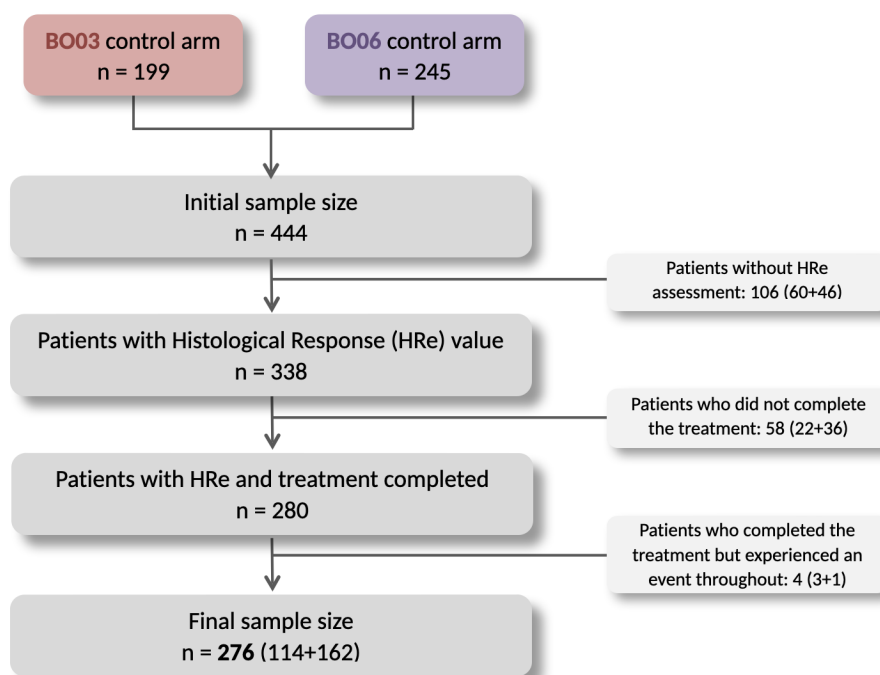 BO03 control arm
n = 199
BO06 control arm
n = 245
Initial sample size
n = 444
Patients without HRe
assessment: 106 (60+46)
Patients with Histological Response (HRe) value
n = 338
Patients who did not complete
the treatment: 58 (22+36)
Patients with HRe and treatment completed
n = 280
Patients who completed the
treatment but experienced an
event throughout: 4 (3+1)
Final sample size
n = 276 (114+162)